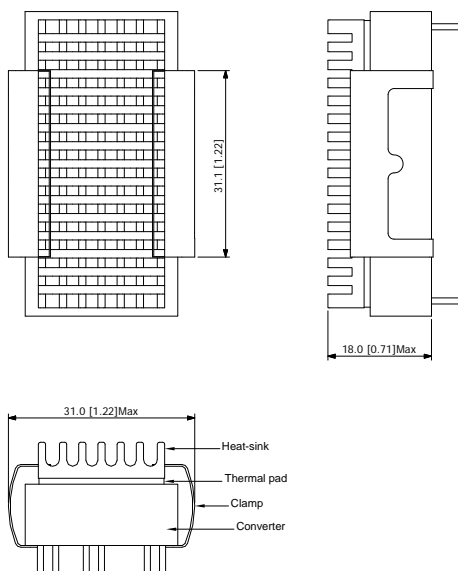 31.1 [1.22]
18.0 [0.71]Max
31.0 [1.22]Max
Heat-sink
Thermal pad
Clamp
Converter